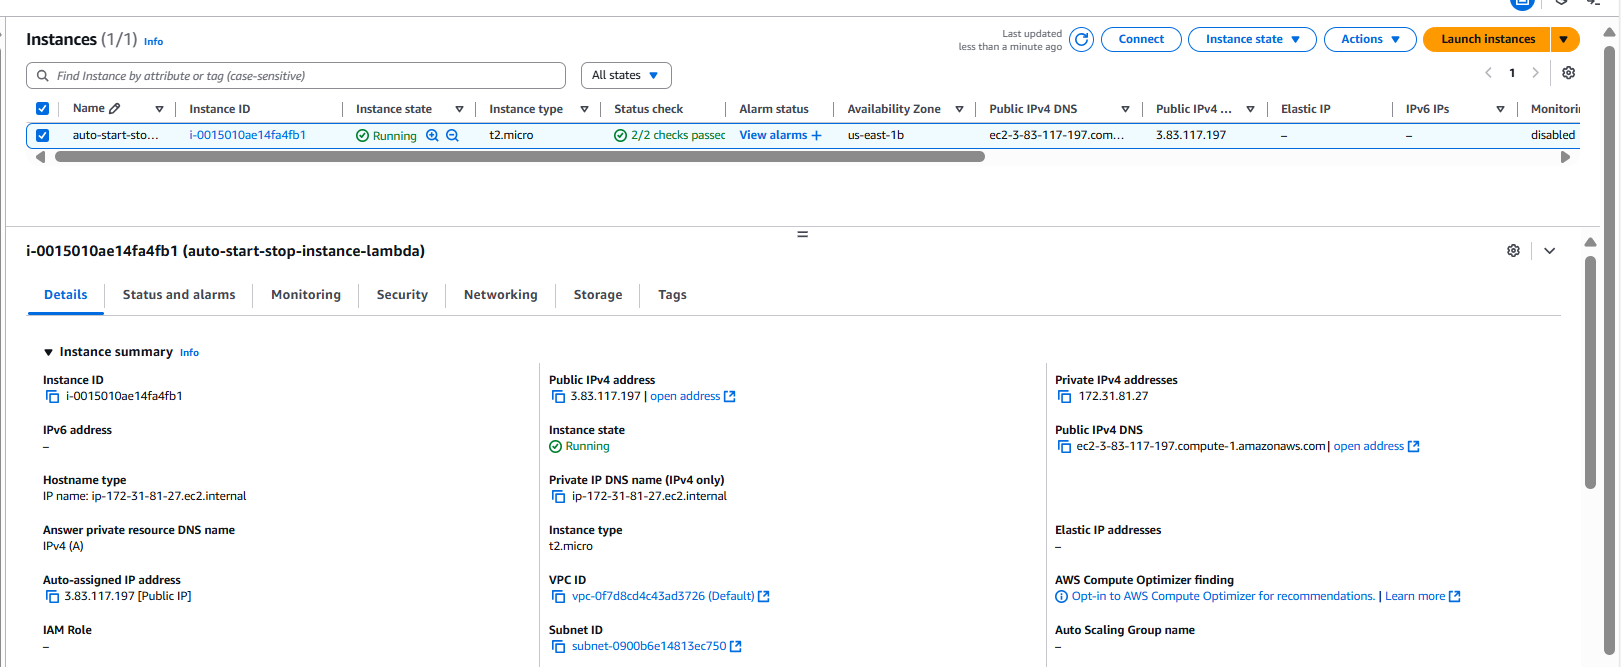 Instances (1/1) Info
Last updated
less than a minute ago
Connect
Instance state
Actions
Launch instances
Find Instance by attribute or tag (case-sensitive)
All states
1
Name Instance ID Instance state Instance type Status check Alarm status Availability Zone Public IPv4 DNS Public IPv4 ... Elastic IP IPv6 IPs Monitorin
auto-start-sto... i-0015010ae14fa4fb1 Running t2.micro 2/2 checks passed View alarms + us-east-1b ec2-3-83-117-197.com... 3.83.117.197 – – disabled
i-0015010ae14fa4fb1 (auto-start-stop-instance-lambda)
Details Status and alarms Monitoring Security Networking Storage Tags
Instance summary Info
Instance ID
i-0015010ae14fa4fb1
Public IPv4 address
3.83.117.197 | open address
Private IPv4 addresses
172.31.81.27
IPv6 address
–
Instance state
Running
Public IPv4 DNS
ec2-3-83-117-197.compute-1.amazonaws.com | open address
Hostname type
IP name: ip-172-31-81-27.ec2.internal
Private IP DNS name (IPv4 only)
ip-172-31-81-27.ec2.internal
Answer private resource DNS name
IPv4 (A)
Instance type
t2.micro
Elastic IP addresses
–
Auto-assigned IP address
3.83.117.197 [Public IP]
VPC ID
vpc-0f7d8cd4c43ad3726 (Default)
AWS Compute Optimizer finding
Opt-in to AWS Compute Optimizer for recommendations. | Learn more
IAM Role
–
Subnet ID
subnet-0900b6e14813ec750
Auto Scaling Group name
–